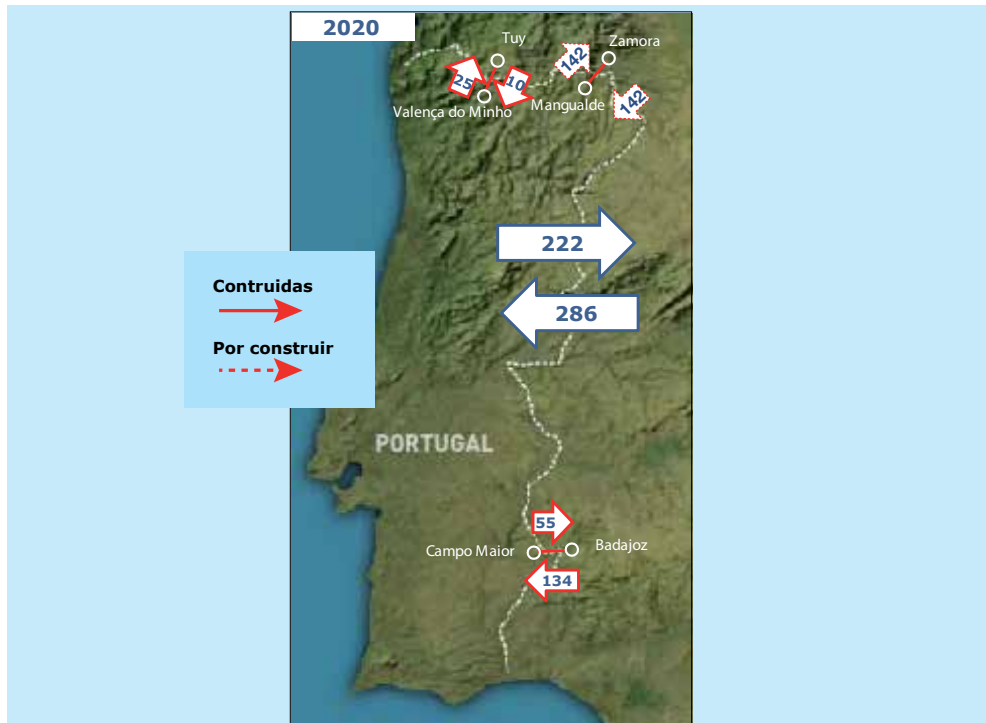 2020
Tuy
Zamora
142
25
10
142
Valença do Minho
Mangualde
222
Contruidas
286
Por construir
PORTUGAL
55
Campo Maior
Badajoz
134